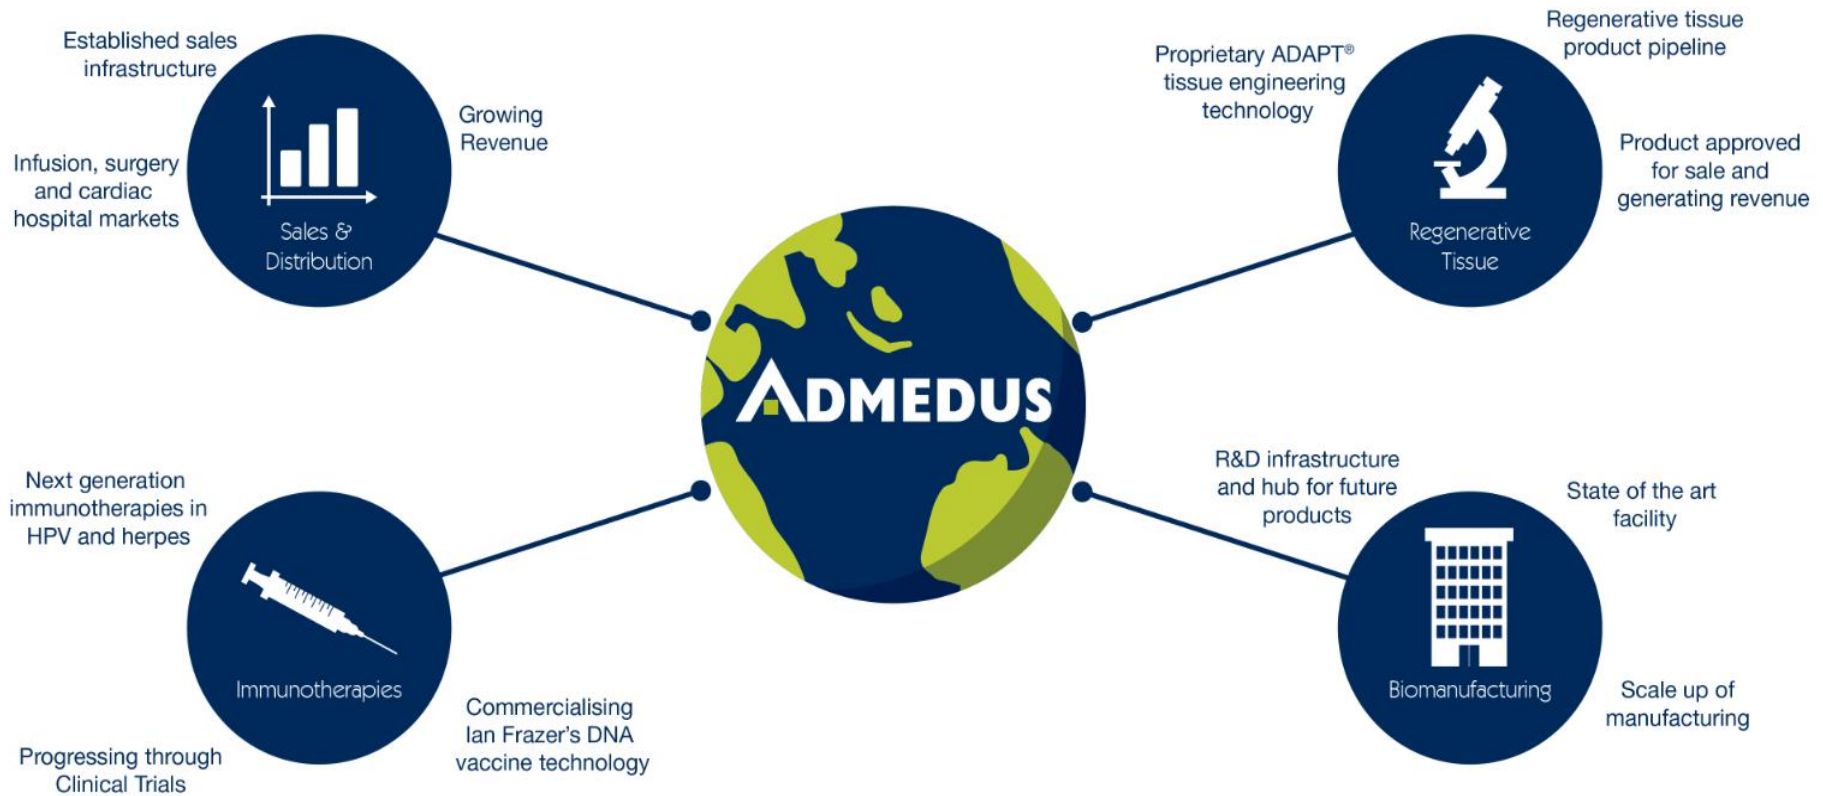 Established sales
infrastructure
Growing
Revenue
Infusion, surgery
and cardiac
hospital markets
Sales &
Distribution
Proprietary ADAPT®
tissue engineering
technology
Regenerative tissue
product pipeline
Product approved
for sale and
generating revenue
Regenerative
Tissue
ADMEDUS
Next generation
immunotherapies in
HPV and herpes
Immunotherapies
Commercialising
Ian Frazer's DNA
vaccine technology
Progressing through
Clinical Trials
R&D infrastructure
and hub for future
products
State of the art
facility
Biomanufacturing
Scale up of
manufacturing